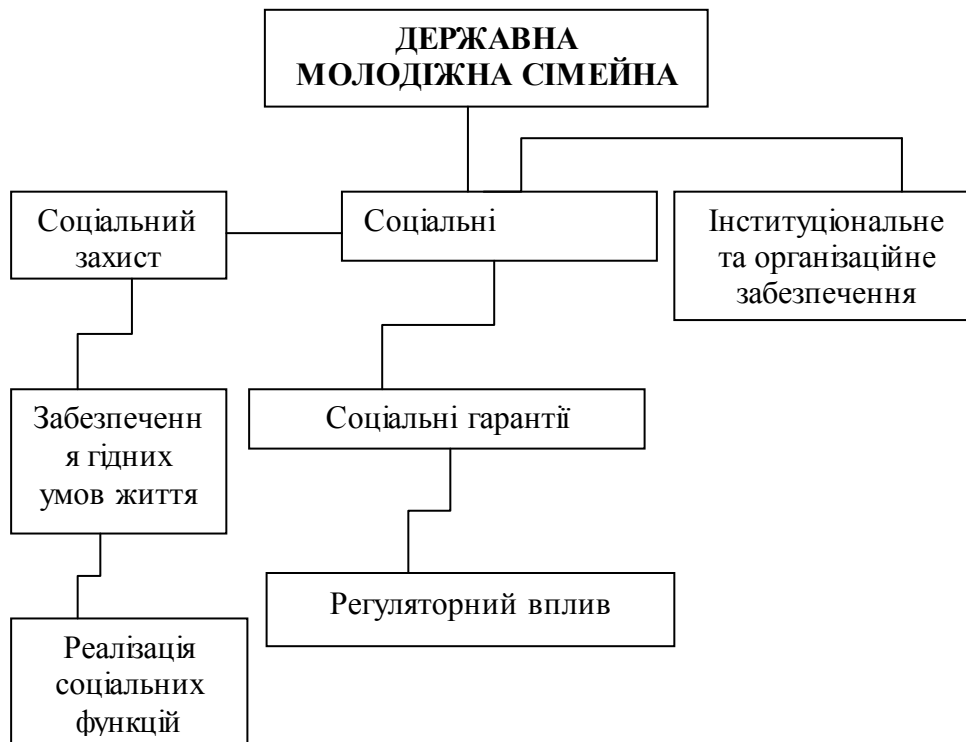 ДЕРЖАВНА
МОЛОДІЖНА СІМЕЙНА
Соціальний
захист
Соціальні
Інституціональне
та організаційне
забезпечення
Забезпеченн
я гідних
умов життя
Соціальні гарантії
Регуляторний вплив
Реалізація
соціальних
функцій